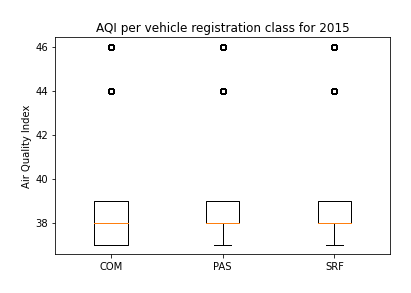 AQI per vehicle registration class for 2015
46
44
42
40
38
Air Quality Index
COM PAS SRF